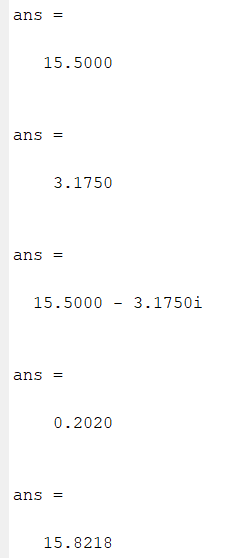 ans =
15.5000
ans =
3.1750
ans =
15.5000 - 3.1750i
ans =
0.2020
ans =
15.8218